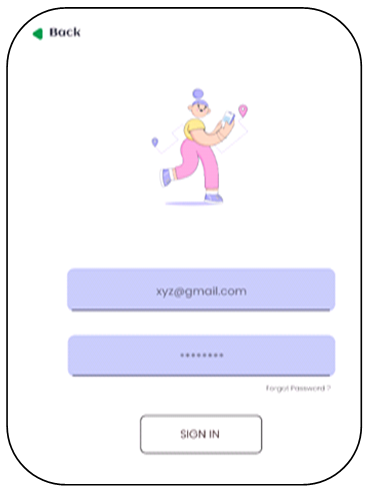 Back
xyz@gmail.com
********
Forgot Password ?
SIGN IN